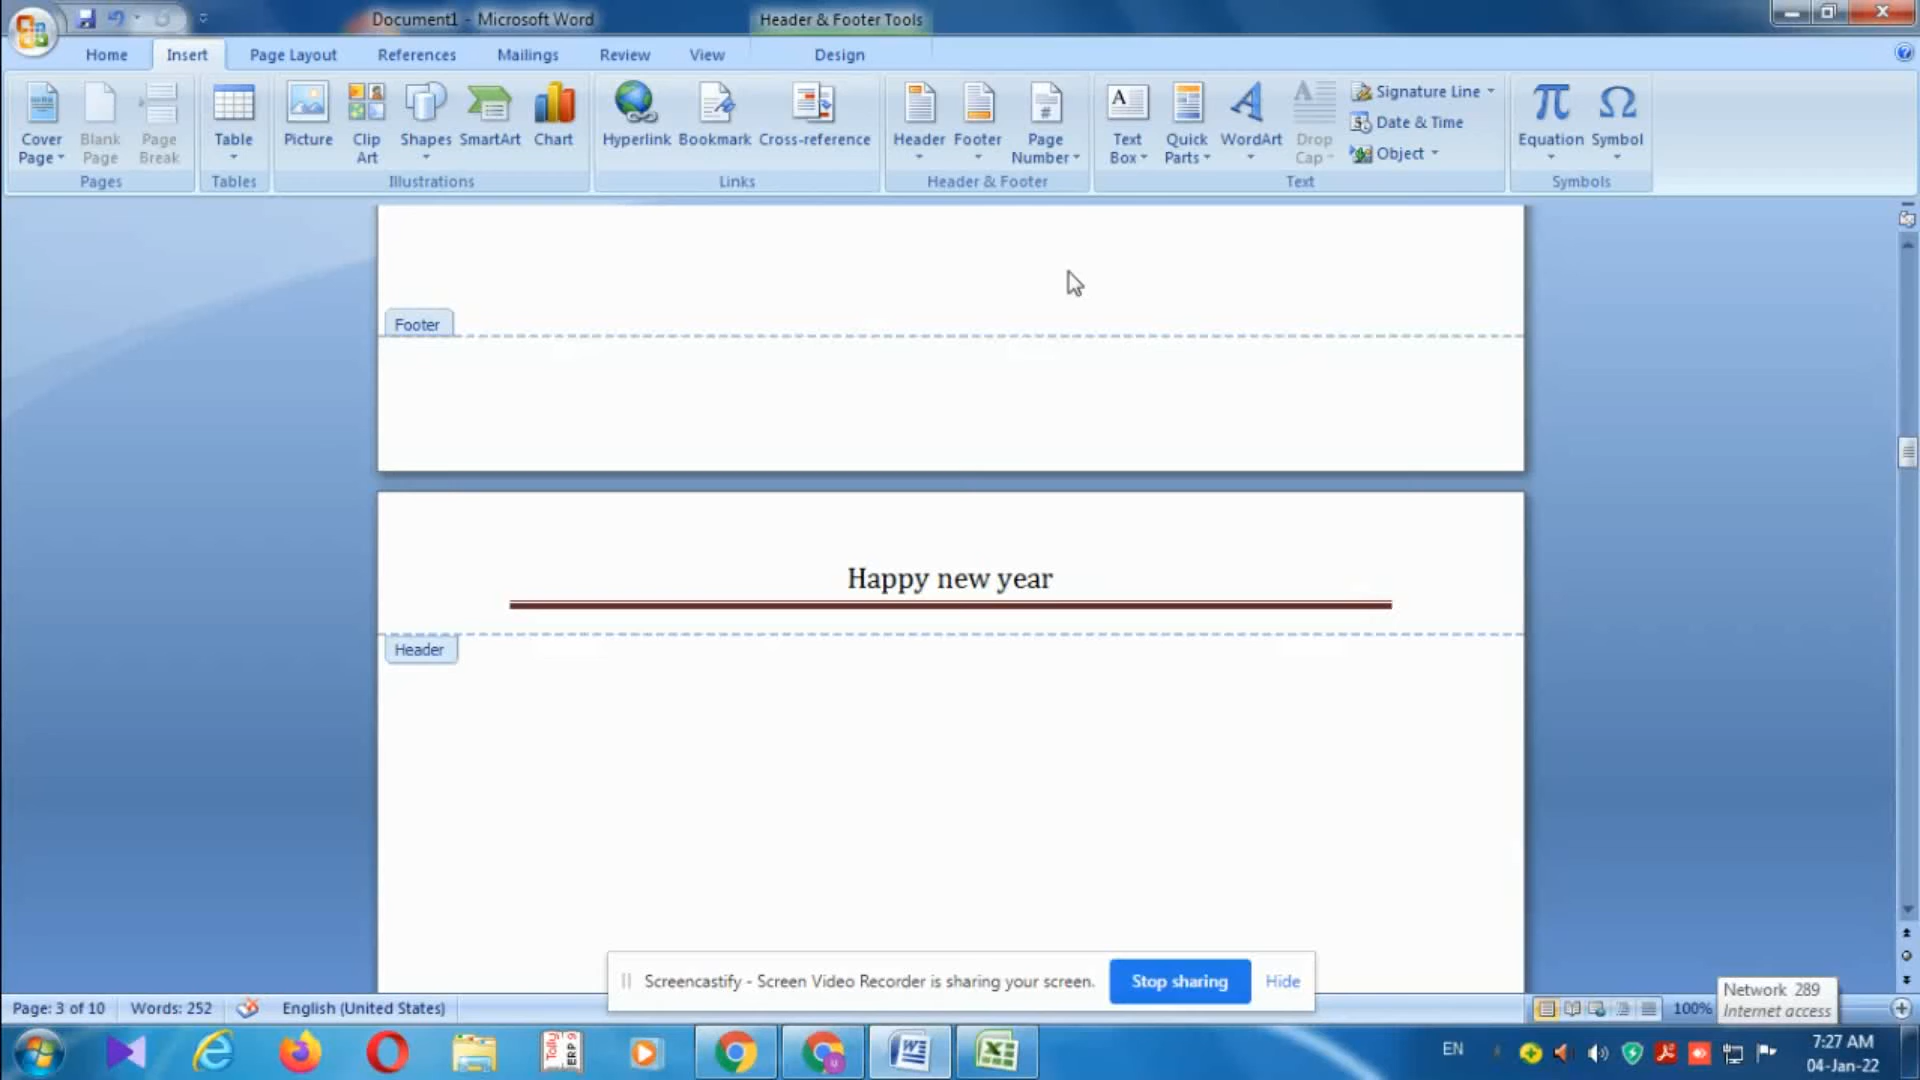 Document1 - Microsoft Word
Header & Footer Tools
Home Insert Page Layout References Mailings Review View Design
Cover Page
Blank Page
Page Break
Pages
Table
Tables
Picture
Clip Art
Shapes
SmartArt
Chart
Illustrations
Hyperlink
Bookmark
Cross-reference
Links
Header
Footer
Page Number
Header & Footer
A
Text Box
Quick Parts
WordArt
Drop Cap
Signature Line
Date & Time
Object
Text
π
Equation
Ω
Symbol
Symbols
Footer
Happy new year
Header
Screencastify - Screen Video Recorder is sharing your screen. Stop sharing Hide
Page: 3 of 10 Words: 252 English (United States) 100%
Network 289
Internet access
Tally ERP 9
EN
7:27 AM
04-Jan-22